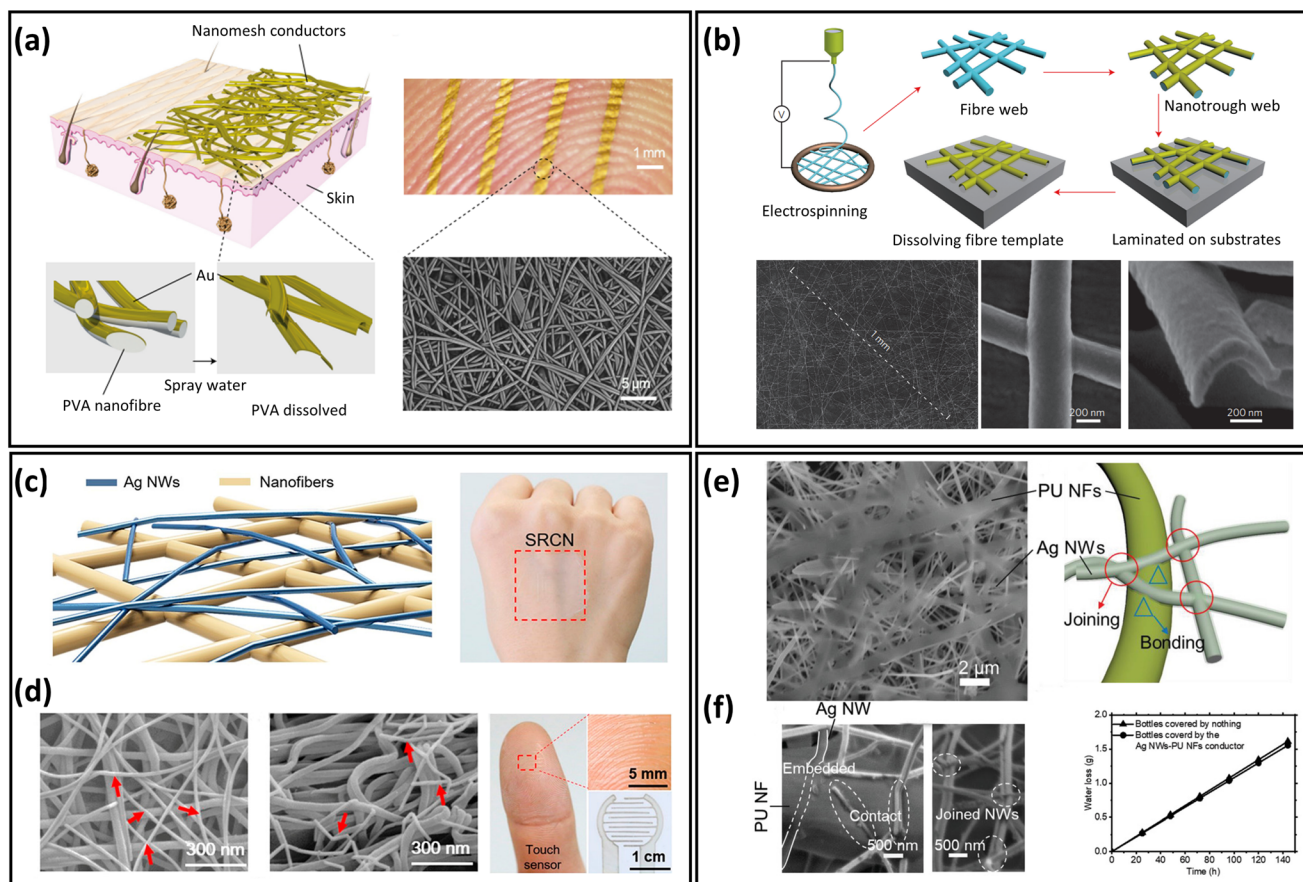 (a)
Nanomesh conductors
Skin
1 mm
Au
PVA nanofibre
Spray water
PVA dissolved
5 µm
(b)
V
Electrospinning
Fibre web
Nanotrough web
Dissolving fibre template
Laminated on substrates
1 mm
200 nm
200 nm
(c)
Ag NWs
Nanofibers
SRCN
(d)
300 nm
300 nm
Touch
sensor
5 mm
1 cm
(e)
PU NFs
Ag NWs
2 µm
Joining
Bonding
(f)
Ag NW
Embedded
PU NF
Contact
500 nm
Joined NWs
500 nm
Bottles covered by nothing
Bottles covered by the
Ag NWs-PU NFs conductor
Water loss (g)
2.0
1.5
1.0
0.5
0.0
0 20 40 60 80 100 120 140
Time (h)